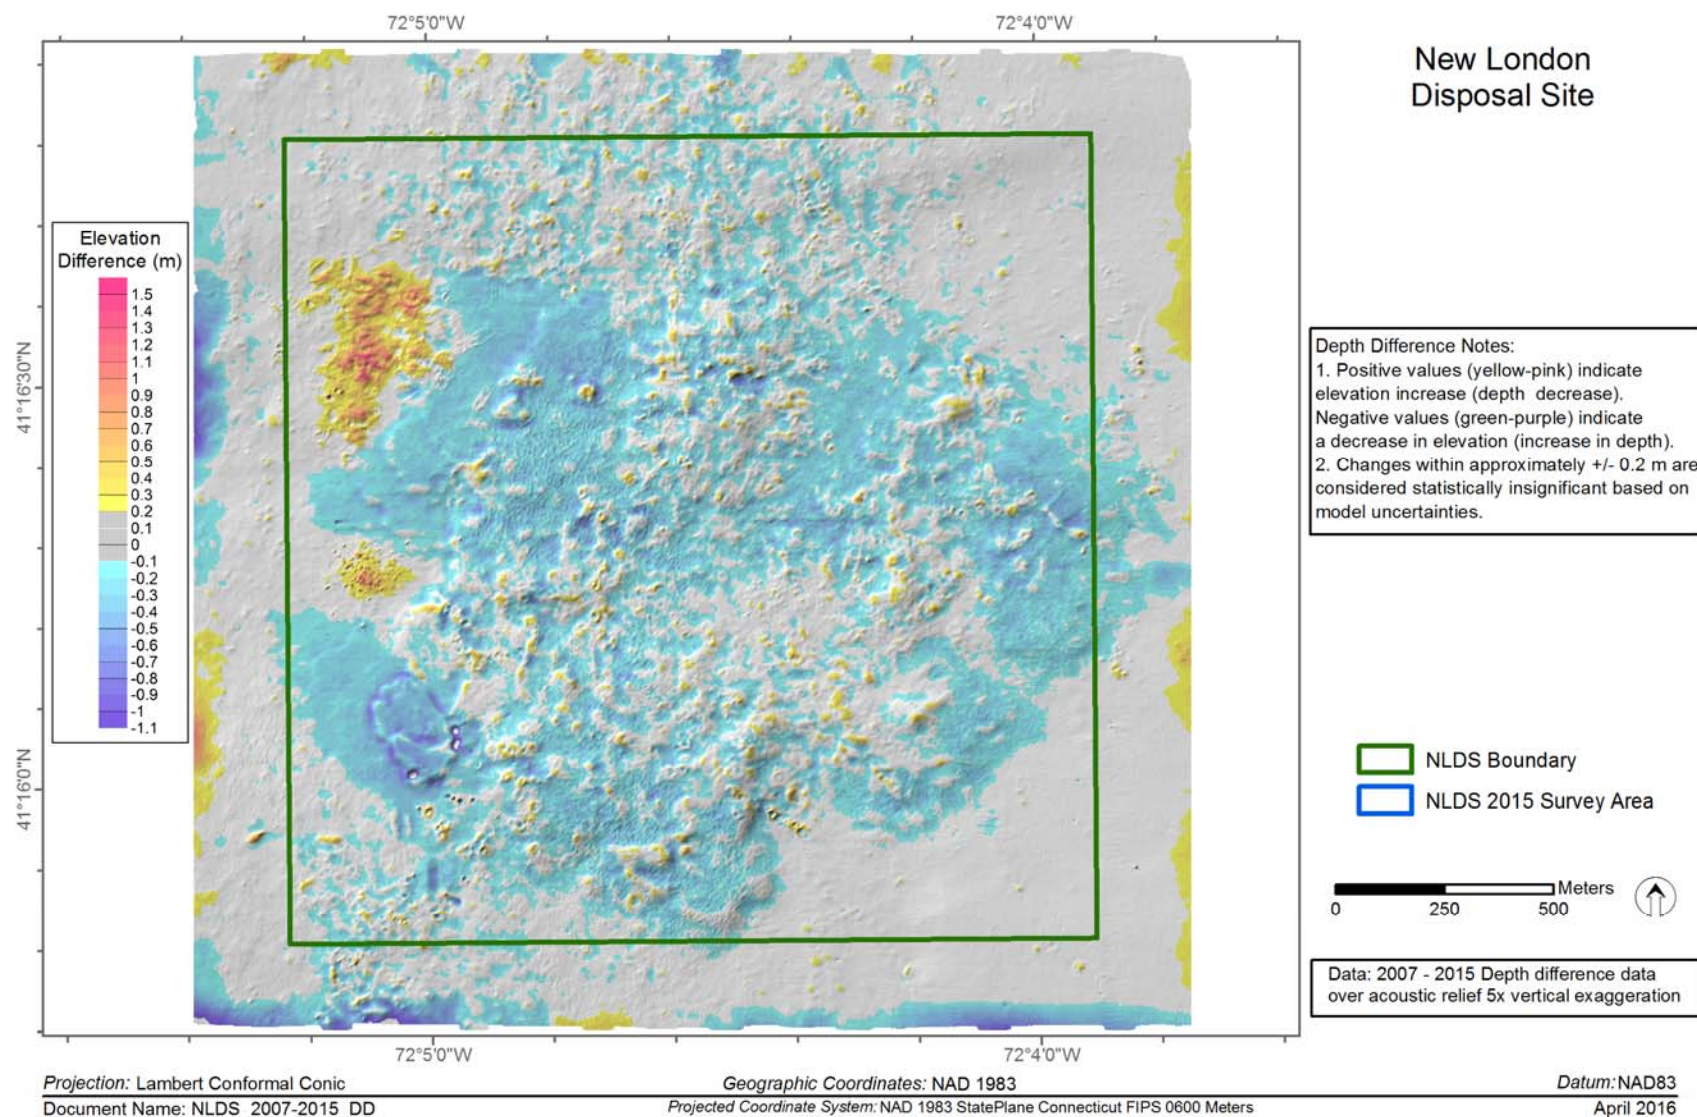 72°5'0"W
72°4'0"W
New London
Disposal Site
Elevation
Difference (m)
1.5
1.4
1.3
1.2
1.1
1
0.9
0.8
0.7
0.6
0.5
0.4
0.3
0.2
0.1
0
-0.1
-0.2
-0.3
-0.4
-0.5
-0.6
-0.7
-0.8
-0.9
-1
-1.1
41°16'30"N
41°16'0"N
Depth Difference Notes:
1. Positive values (yellow-pink) indicate
elevation increase (depth decrease).
Negative values (green-purple) indicate
a decrease in elevation (increase in depth).
2. Changes within approximately +/- 0.2 m are
considered statistically insignificant based on
model uncertainties.
NLDS Boundary
NLDS 2015 Survey Area
Meters
0 250 500
Data: 2007 - 2015 Depth difference data
over acoustic relief 5x vertical exaggeration
72°5'0"W
72°4'0"W
Projection: Lambert Conformal Conic Geographic Coordinates: NAD 1983 Datum: NAD83
Document Name: NLDS_2007-2015_DD Projected Coordinate System: NAD 1983 StatePlane Connecticut FIPS 0600 Meters April 2016